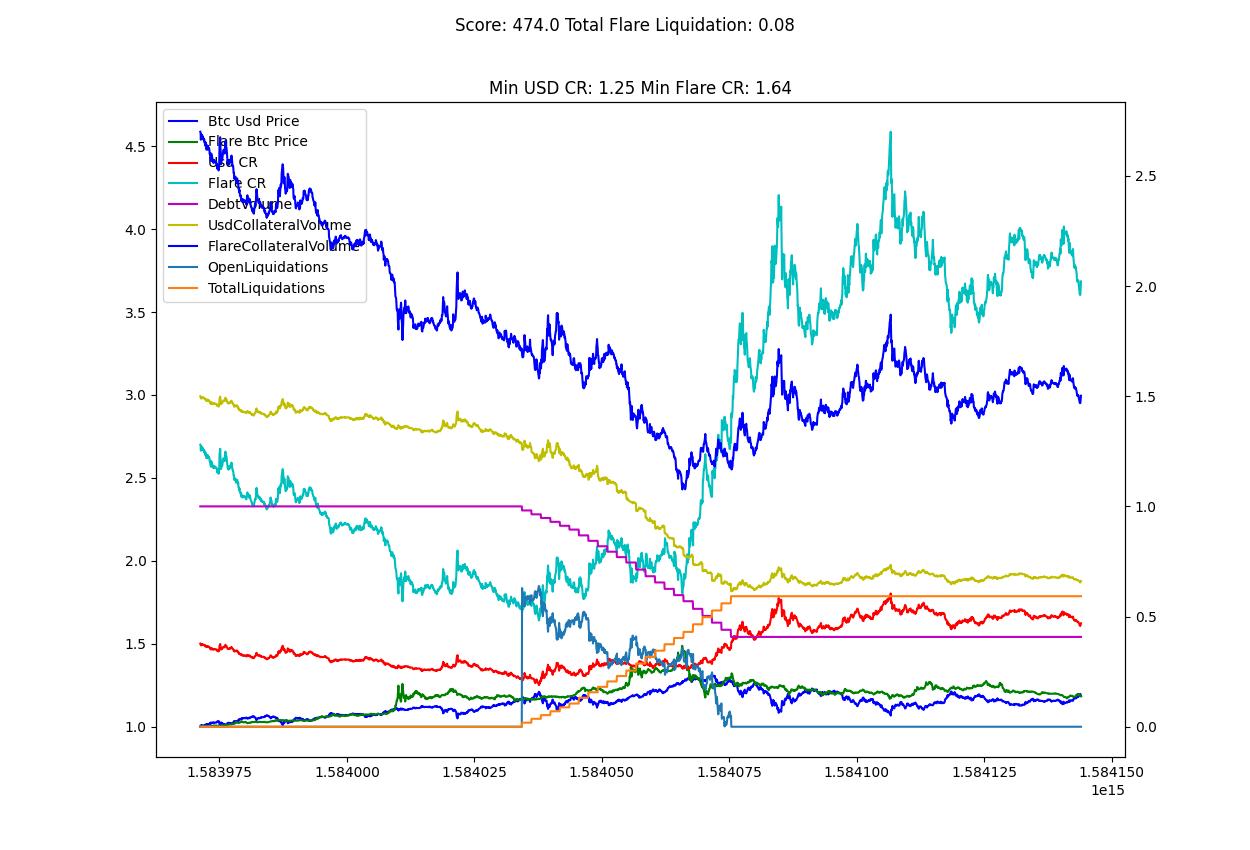 Score: 474.0 Total Flare Liquidation: 0.08
Min USD CR: 1.25 Min Flare CR: 1.64
Btc Usd Price
Flare Btc Price
Usd CR
Flare CR
DebtVolume
UsdCollateralVolume
FlareCollateralVolume
OpenLiquidations
TotalLiquidations
4.5
4.0
3.5
3.0
2.5
2.0
1.5
1.0
2.5
2.0
1.5
1.0
0.5
0.0
1.583975 1.584000 1.584025 1.584050 1.584075 1.584100 1.584125 1.584150
1e15